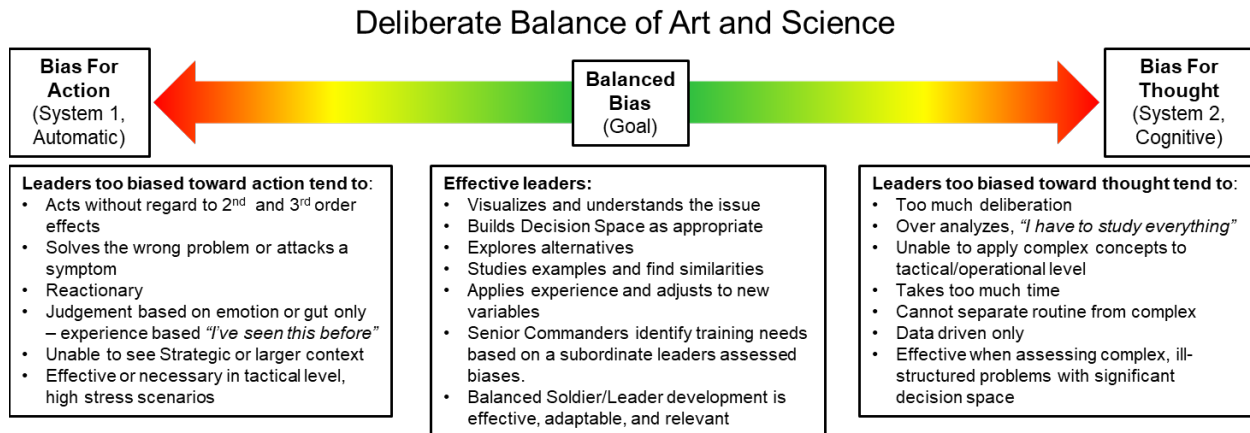 Deliberate Balance of Art and Science
Bias For
Action
(System 1,
Automatic)
Balanced
Bias
(Goal)
Bias For
Thought
(System 2,
Cognitive)
Leaders too biased toward action tend to:
• Acts without regard to 2nd and 3rd order
effects
• Solves the wrong problem or attacks a
symptom
• Reactionary
• Judgement based on emotion or gut only
– experience based "I've seen this before"
• Unable to see Strategic or larger context
• Effective or necessary in tactical level,
high stress scenarios
Effective leaders:
• Visualizes and understands the issue
• Builds Decision Space as appropriate
• Explores alternatives
• Studies examples and find similarities
• Applies experience and adjusts to new
variables
• Senior Commanders identify training needs
based on a subordinate leaders assessed
biases.
• Balanced Soldier/Leader development is
effective, adaptable, and relevant
Leaders too biased toward thought tend to:
• Too much deliberation
• Over analyzes, "I have to study everything"
• Unable to apply complex concepts to
tactical/operational level
• Takes too much time
• Cannot separate routine from complex
• Data driven only
• Effective when assessing complex, ill-
structured problems with significant
decision space